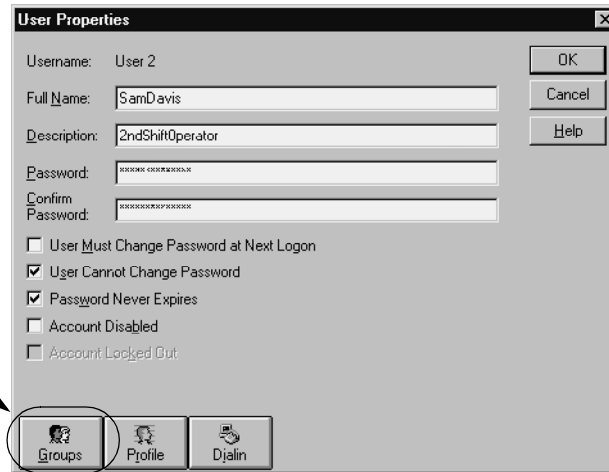 User Properties
Username: User 2
OK
Full Name: SamDavis
Cancel
Description: 2ndShiftOperator
Help
Password: **************
Confirm Password: **************
User Must Change Password at Next Logon
User Cannot Change Password
Password Never Expires
Account Disabled
Account Locked Out
Groups
Profile
Dialin